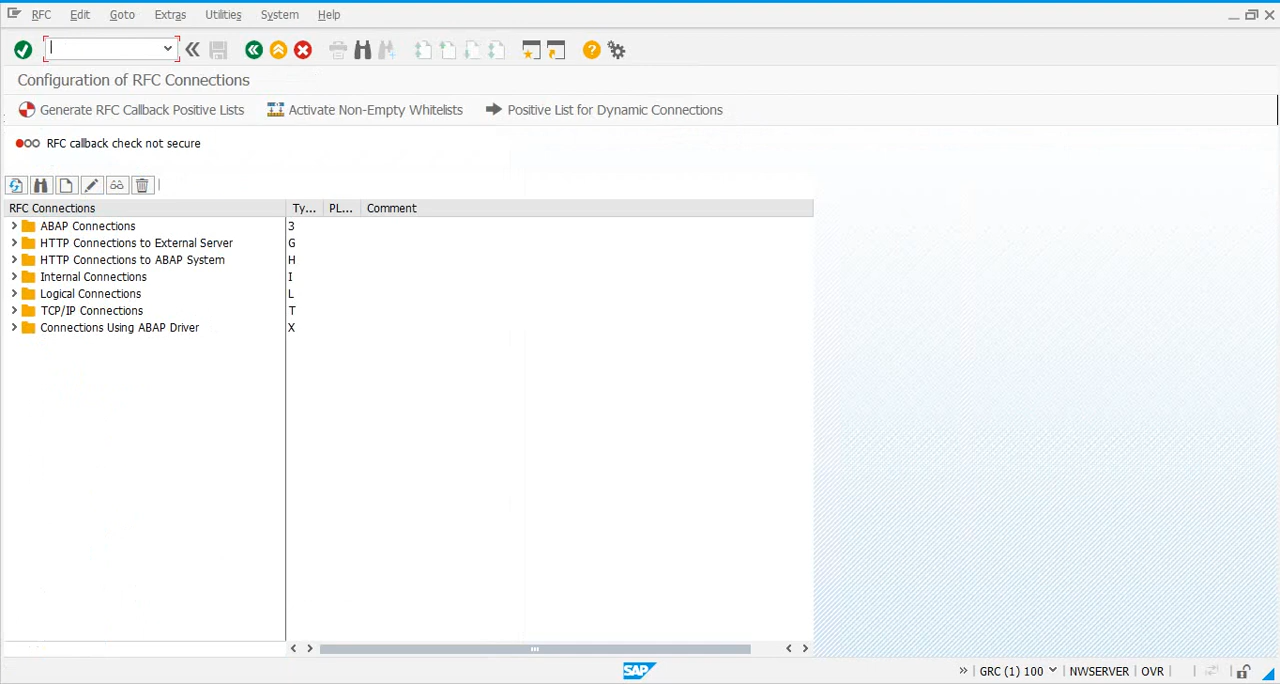 RFC Edit Goto Extras Utilities System Help
Configuration of RFC Connections
Generate RFC Callback Positive Lists Activate Non-Empty Whitelists Positive List for Dynamic Connections
RFC callback check not secure
RFC Connections Ty... PL... Comment
ABAP Connections 3
HTTP Connections to External Server G
HTTP Connections to ABAP System H
Internal Connections I
Logical Connections L
TCP/IP Connections T
Connections Using ABAP Driver X
SAP GRC (1) 100 NWSERVER OVR